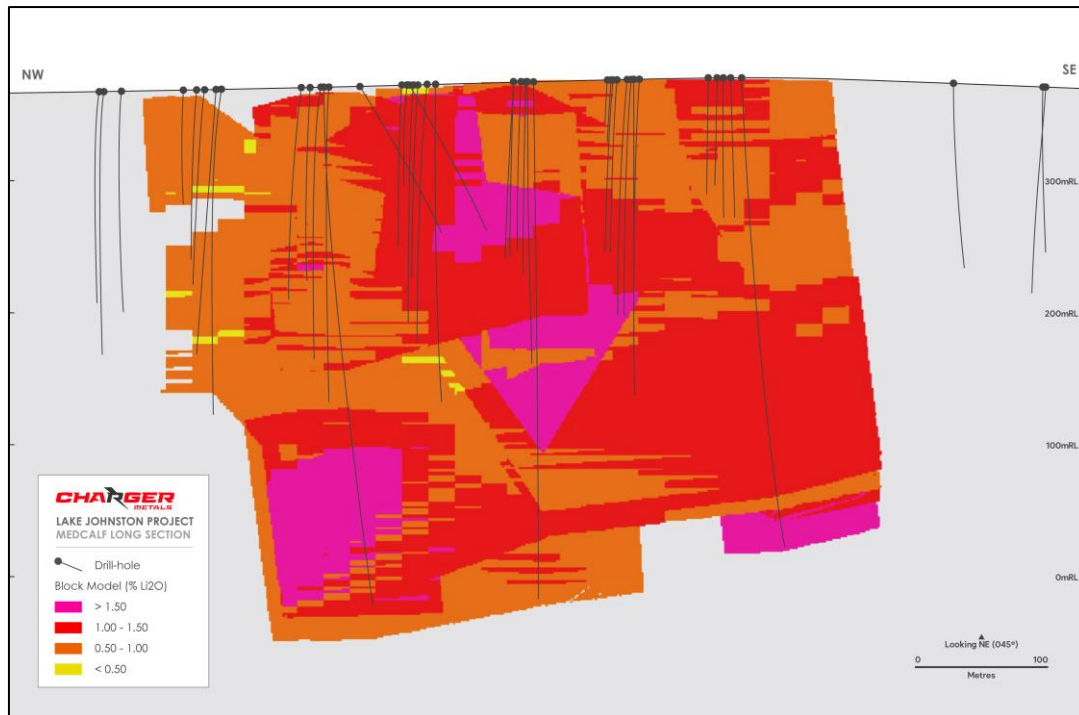 NW
SE
300mRL
200mRL
100mRL
0mRL
CHARGER
METALS
LAKE JOHNSTON PROJECT
MEDCALF LONG SECTION
Drill-hole
Block Model (% Li2O)
> 1.50
1.00 - 1.50
0.50 - 1.00
< 0.50
Looking NE (045°)
0 100
Metres